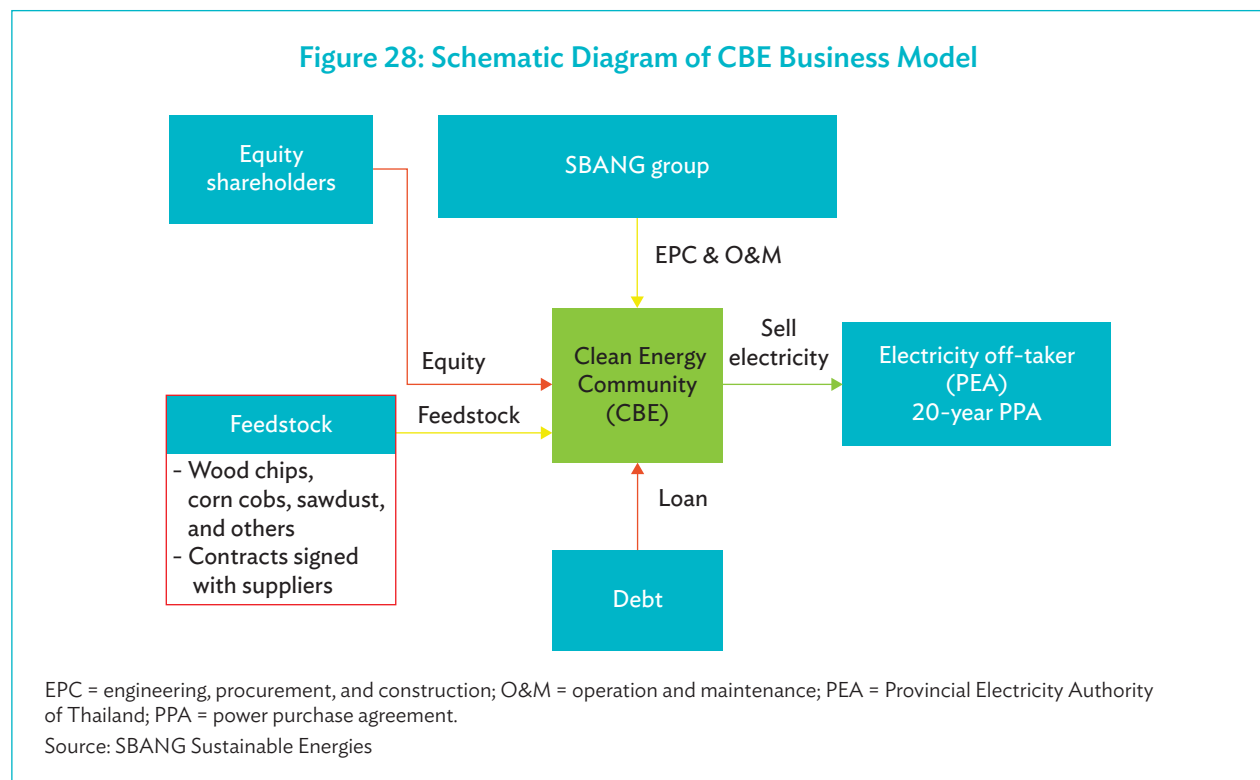 Figure 28: Schematic Diagram of CBE Business Model
Equity
shareholders
SBANG group
EPC & O&M
Equity
Clean Energy
Community
(CBE)
Sell
electricity
Electricity off-taker
(PEA)
20-year PPA
Feedstock
Feedstock
- Wood chips,
corn cobs, sawdust,
and others
- Contracts signed
with suppliers
Loan
Debt
EPC = engineering, procurement, and construction; O&M = operation and maintenance; PEA = Provincial Electricity Authority
of Thailand; PPA = power purchase agreement.
Source: SBANG Sustainable Energies